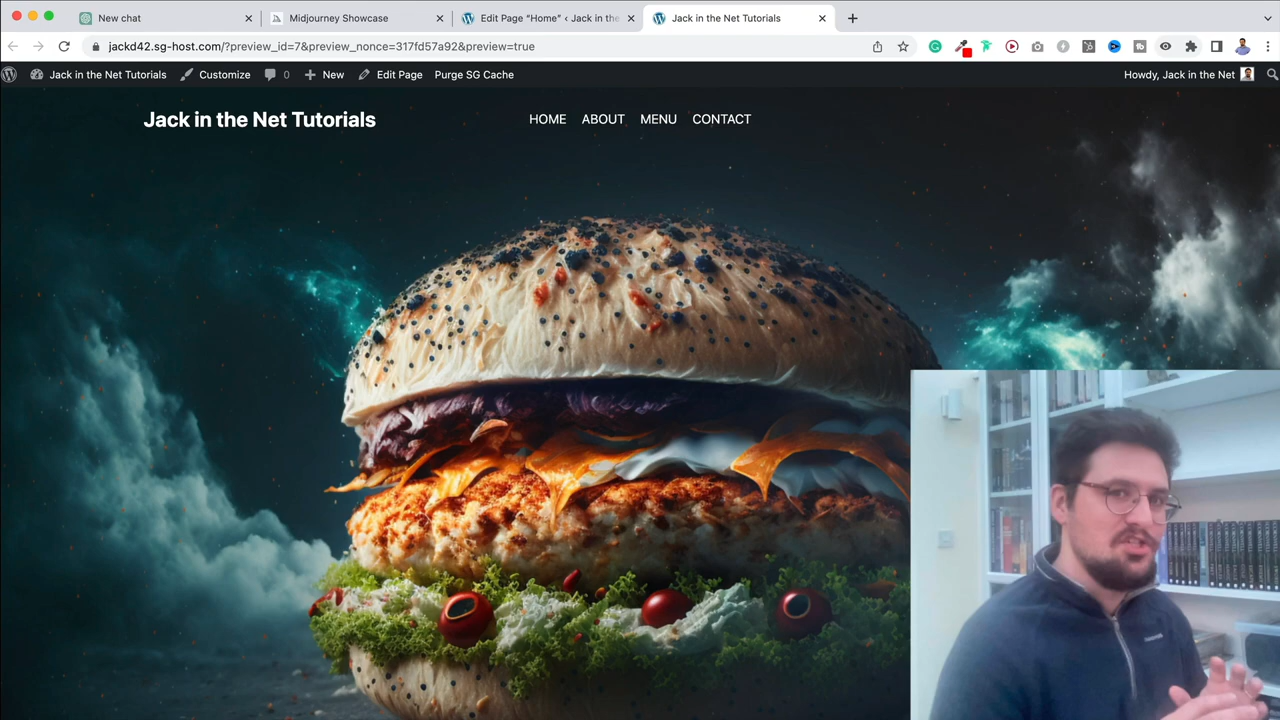 New chat
Midjourney Showcase
Edit Page “Home” ‹ Jack in the
Jack in the Net Tutorials
jackd42.sg-host.com/?preview_id=7&preview_nonce=317fd57a92&preview=true
Jack in the Net Tutorials
Customize
0
New
Edit Page
Purge SG Cache
Howdy, Jack in the Net
Jack in the Net Tutorials
HOME
ABOUT
MENU
CONTACT